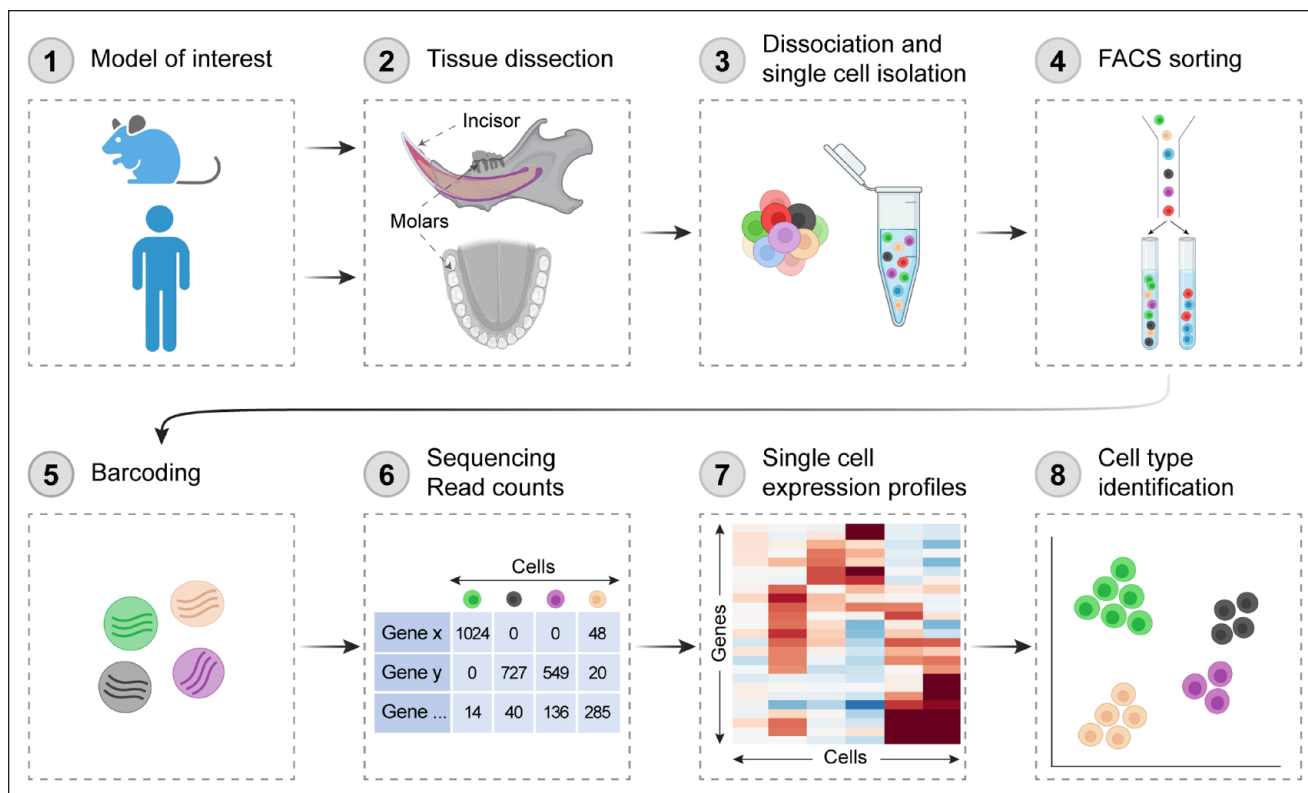 1 Model of interest
2 Tissue dissection
3 Dissociation and
single cell isolation
4 FACS sorting
Incisor
Molars
5 Barcoding
6 Sequencing
Read counts
7 Single cell
expression profiles
8 Cell type
identification
Cells
Gene x 1024 0 0 48
Gene y 0 727 549 20
Gene ... 14 40 136 285
Genes
Cells